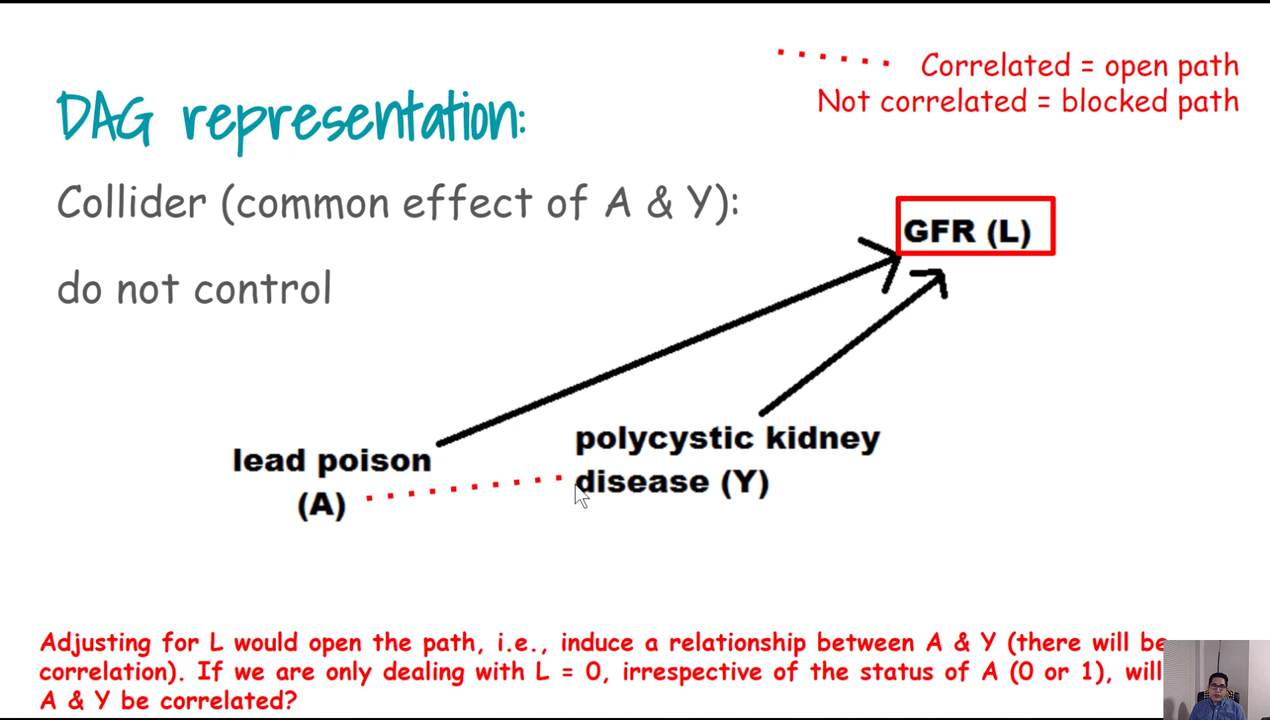 Correlated = open path
Not correlated = blocked path
DAG representation:
Collider (common effect of A & Y):
do not control
GFR (L)
lead poison
(A)
polycystic kidney
disease (Y)
Adjusting for L would open the path, i.e., induce a relationship between A & Y (there will be
correlation). If we are only dealing with L = 0, irrespective of the status of A (0 or 1), will
A & Y be correlated?